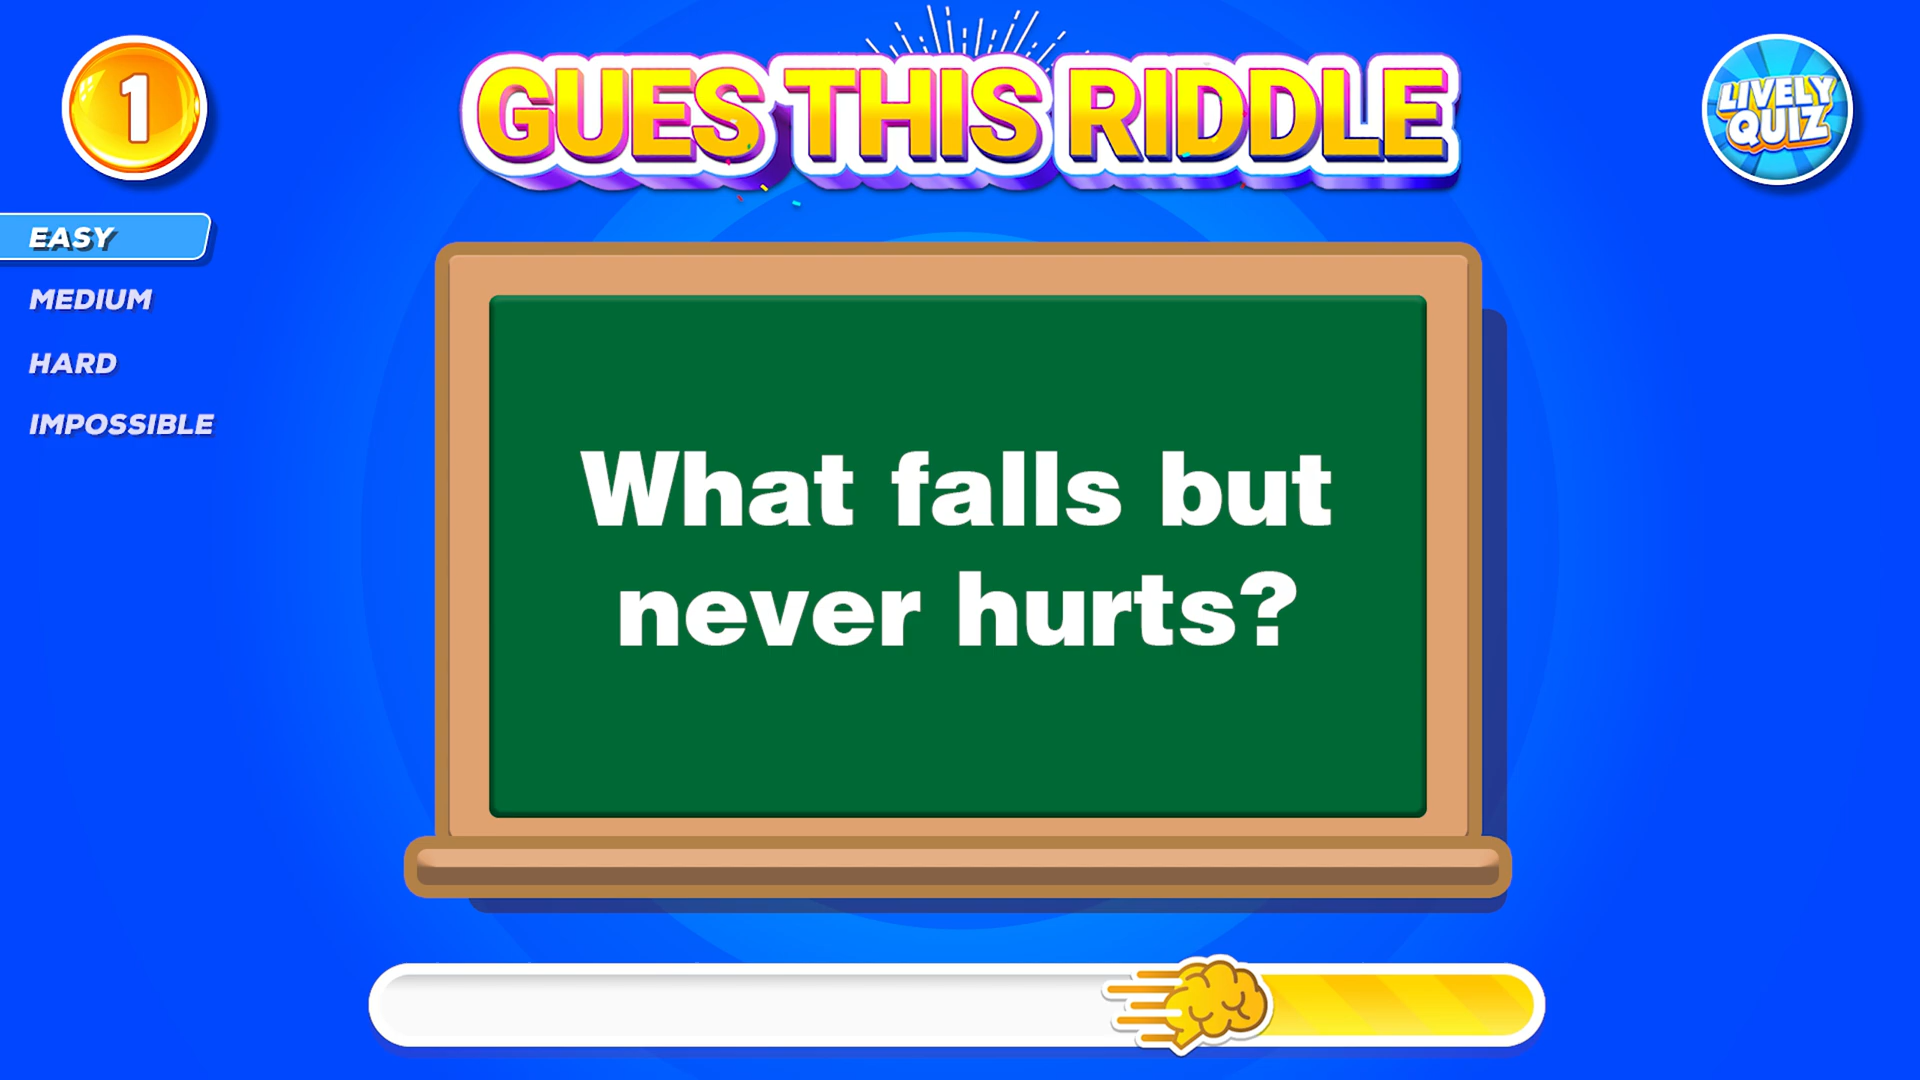 1
GUES THIS RIDDLE
LIVELY
QUIZ
EASY
MEDIUM
HARD
IMPOSSIBLE
What falls but
never hurts?